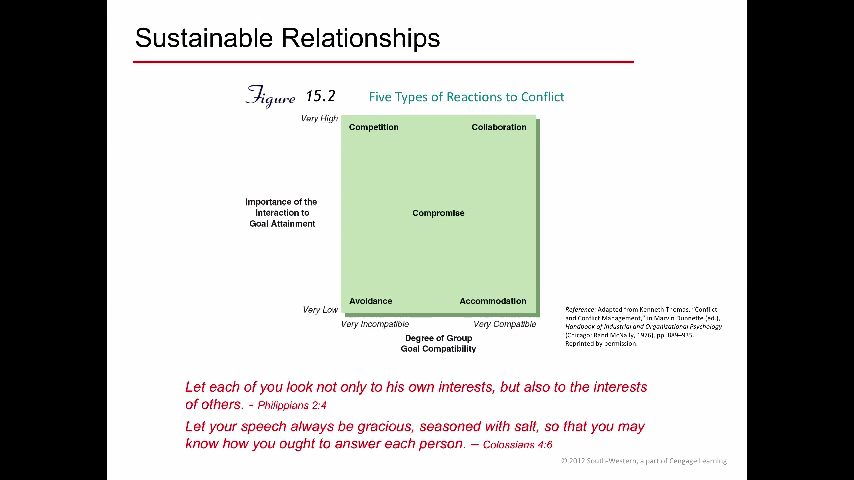 Sustainable Relationships
Figure 15.2 Five Types of Reactions to Conflict
Very High
Competition Collaboration
Importance of the
Interaction to
Goal Attainment
Compromise
Avoidance Accommodation
Very Low
Very Incompatible Very Compatible
Degree of Group
Goal Compatibility
Reference: Adapted from Kenneth Thomas, "Conflict
and Conflict Management," in Marvin Dunnette (ed.),
Handbook of Industrial and Organizational Psychology
(Chicago: Rand McNally, 1976), pp. 889–935.
Reprinted by permission.
Let each of you look not only to his own interests, but also to the interests
of others. - Philippians 2:4
Let your speech always be gracious, seasoned with salt, so that you may
know how you ought to answer each person. – Colossians 4:6
© 2012 South-Western, a part of Cengage Learning